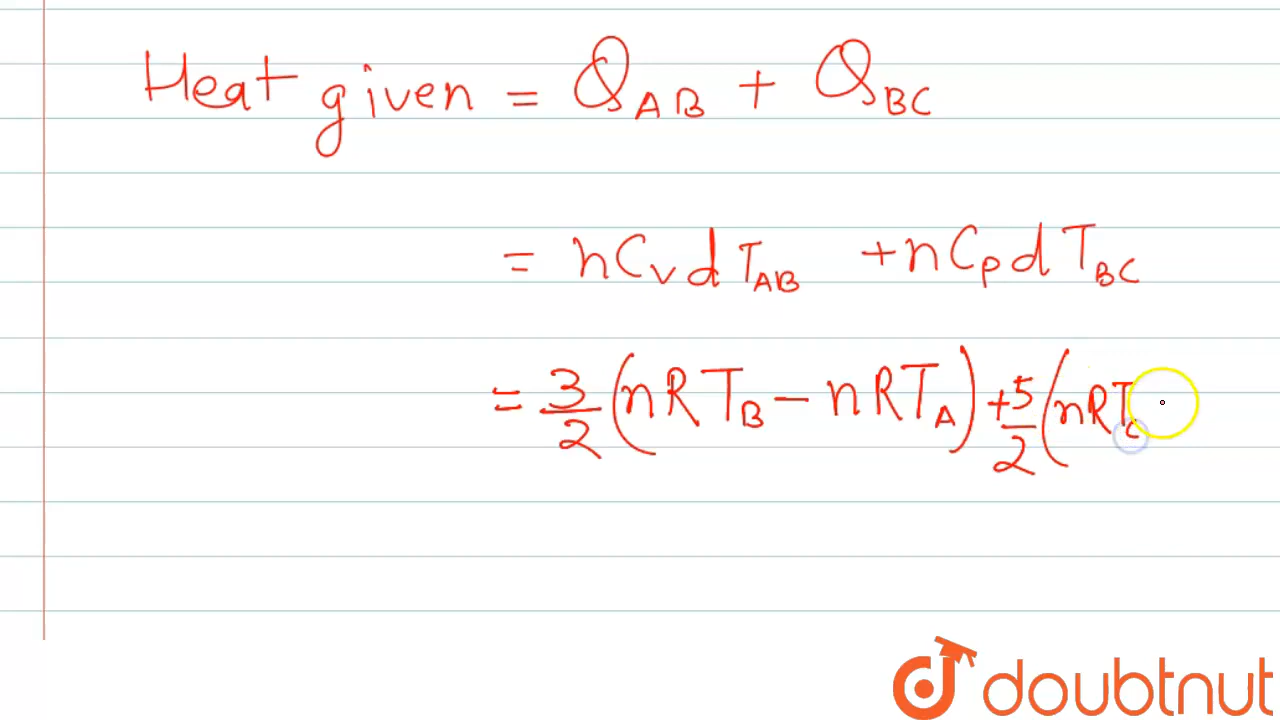 Heat given = Q_AB + Q_BC
= nC_v dT_AB + nC_p dT_BC
= 3/2 (nRT_B - nRT_A) + 5/2 (nRT_C
doubtnut